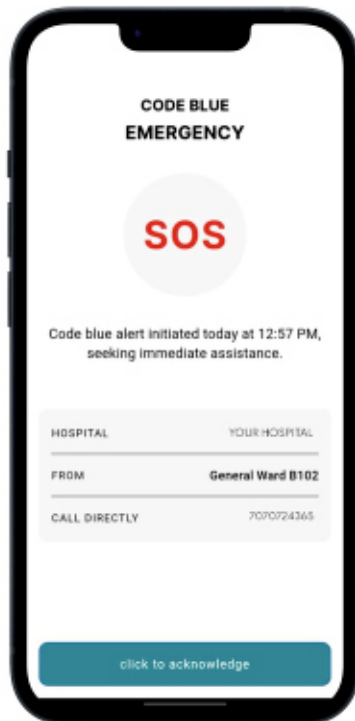 CODE BLUE
EMERGENCY
SOS
Code blue alert initiated today at 12:57 PM,
seeking immediate assistance.
HOSPITAL YOUR HOSPITAL
FROM General Ward B102
CALL DIRECTLY 7070724365
click to acknowledge